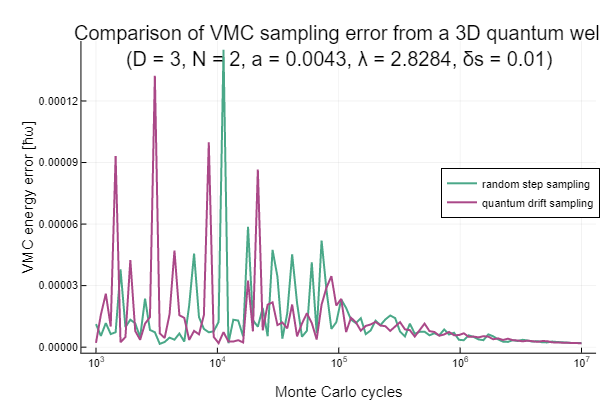 Comparison of VMC sampling error from a 3D quantum wel
(D = 3, N = 2, a = 0.0043, λ = 2.8284, δs = 0.01)
VMC energy error [ħω]
0.00012
0.00009
0.00006
0.00003
0.00000
random step sampling
quantum drift sampling
10³
10⁴
10⁵
10⁶
10⁷
Monte Carlo cycles